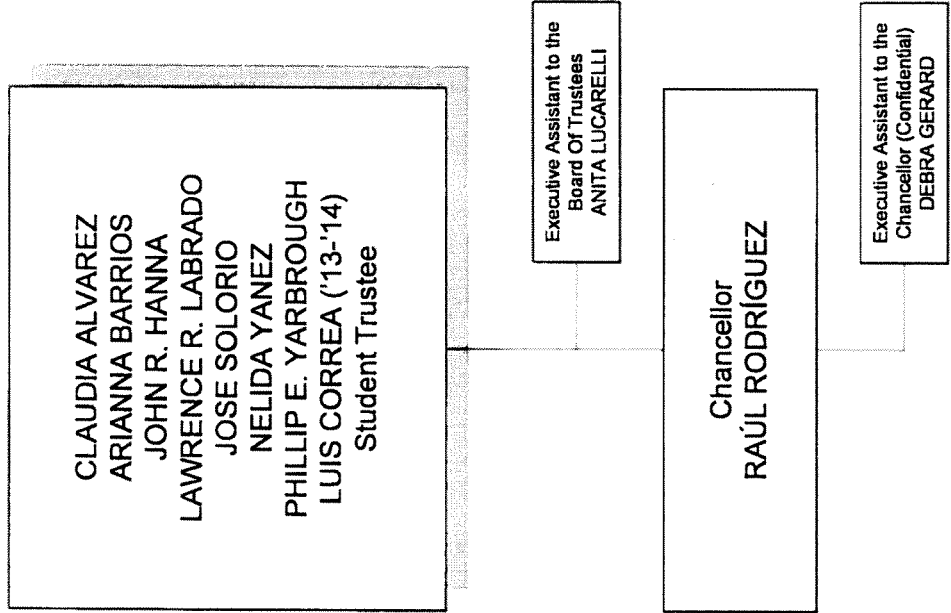 CLAUDIA ALVAREZ
ARIANNA BARRIOS
JOHN R. HANNA
LAWRENCE R. LABRADO
JOSE SOLORIO
NELIDA YANEZ
PHILLIP E. YARBROUGH
LUIS CORREA ('13-'14)
Student Trustee
Executive Assistant to the
Board Of Trustees
ANITA LUCARELLI
Chancellor
RAÚL RODRÍGUEZ
Executive Assistant to the
Chancellor (Confidential)
DEBRA GERARD